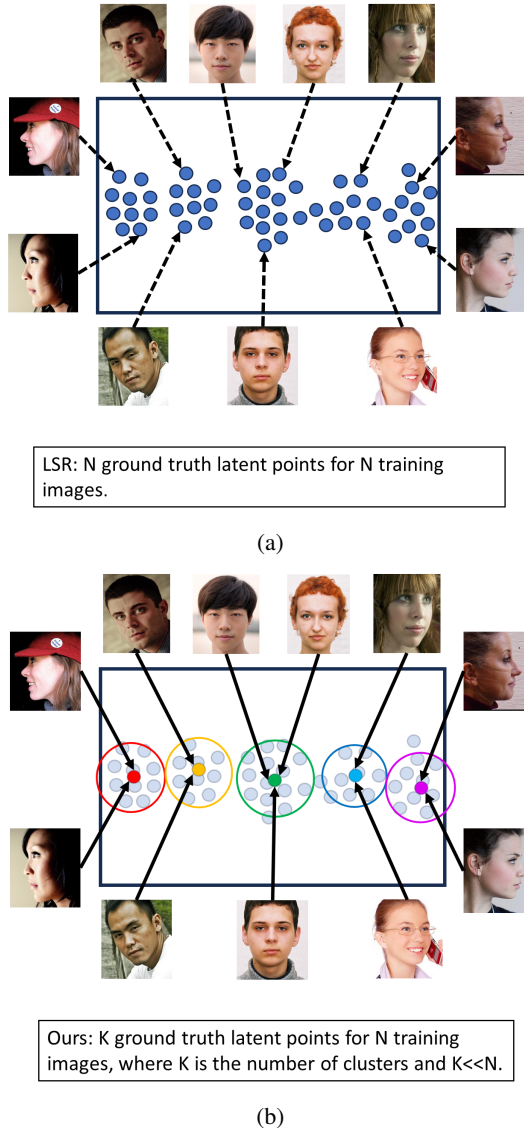 LSR: N ground truth latent points for N training
images.
(a)
Ours: K ground truth latent points for N training
images, where K is the number of clusters and K<<N.
(b)